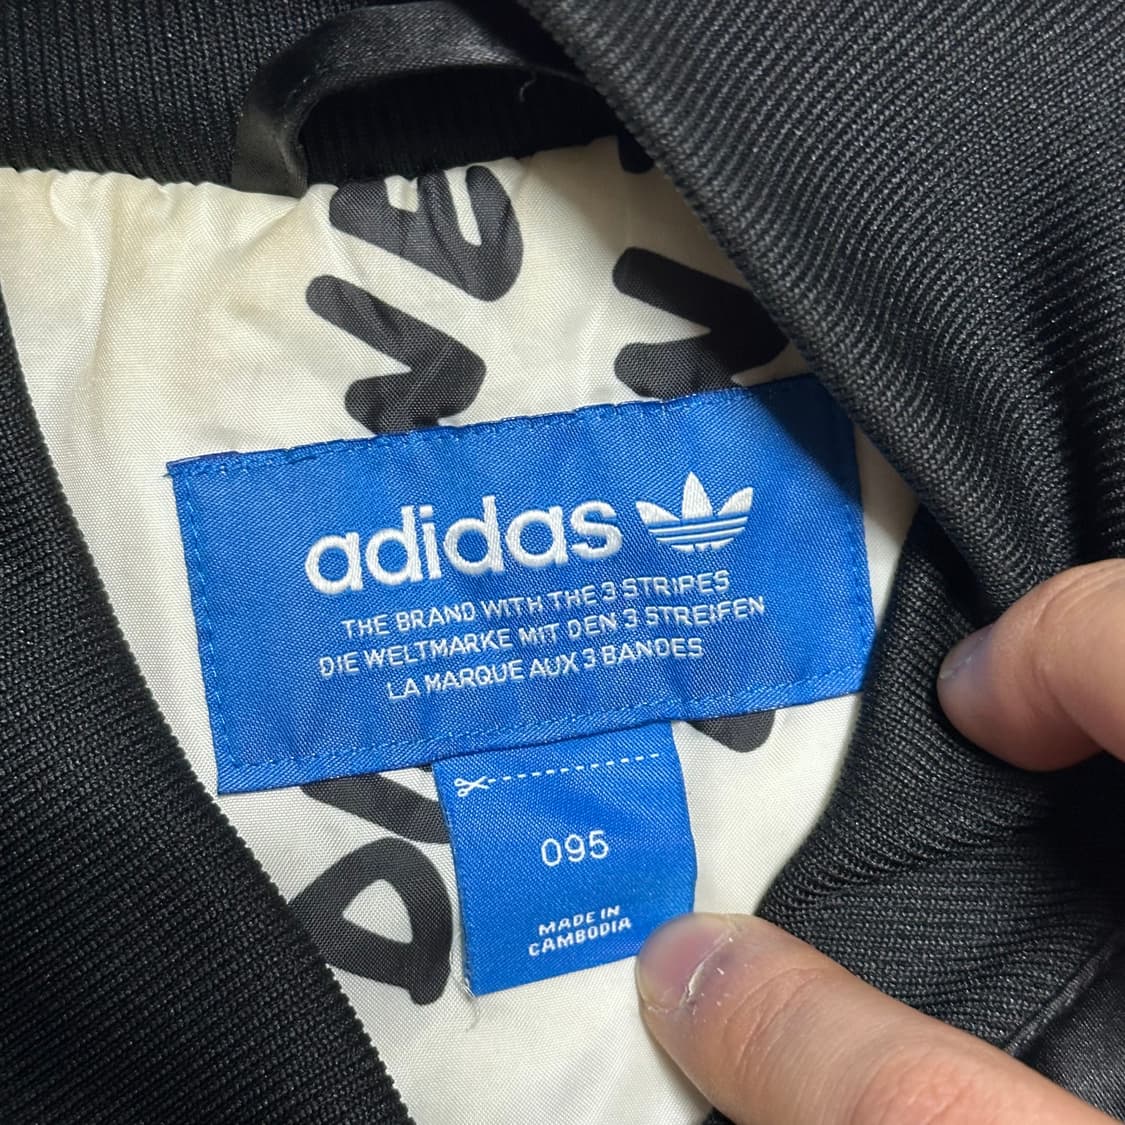 adidas
THE BRAND WITH THE 3 STRIPES
DIE WELTMARKE MIT DEN 3 STREIFEN
LA MARQUE AUX 3 BANDES
095
MADE IN
CAMBODIA